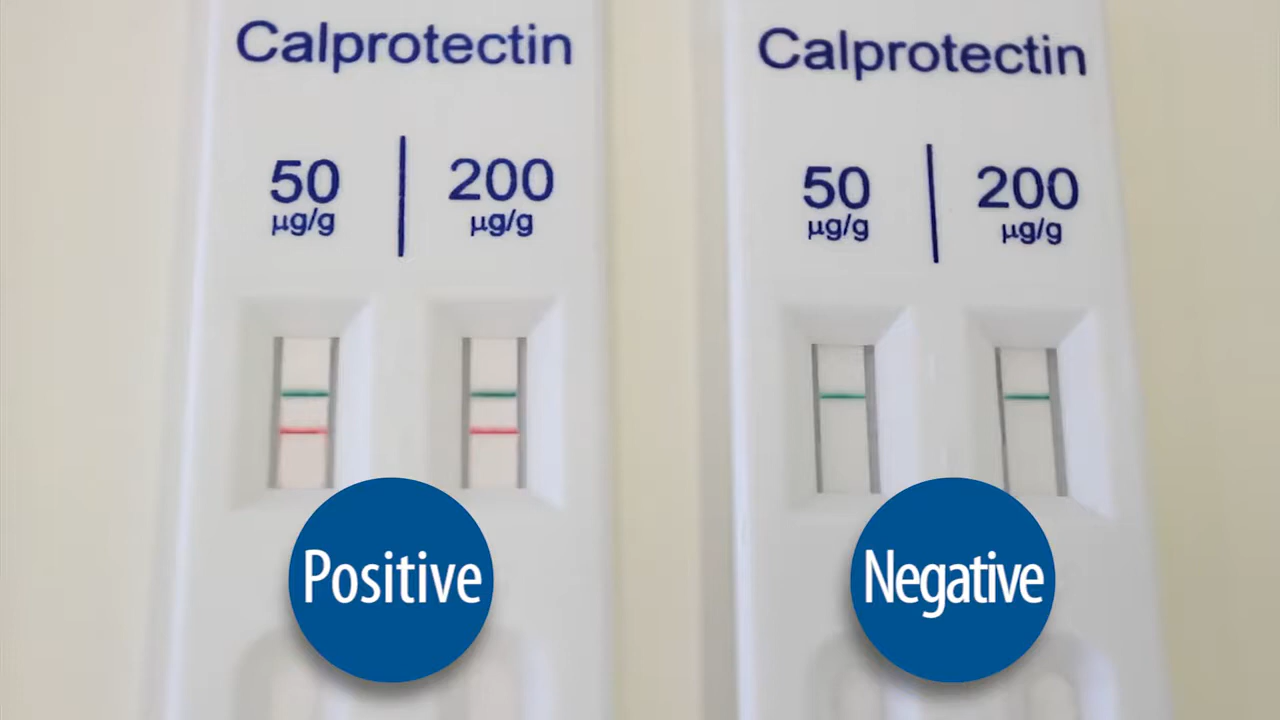 Calprotectin
50 | 200
µg/g µg/g
Positive
Calprotectin
50 | 200
µg/g µg/g
Negative